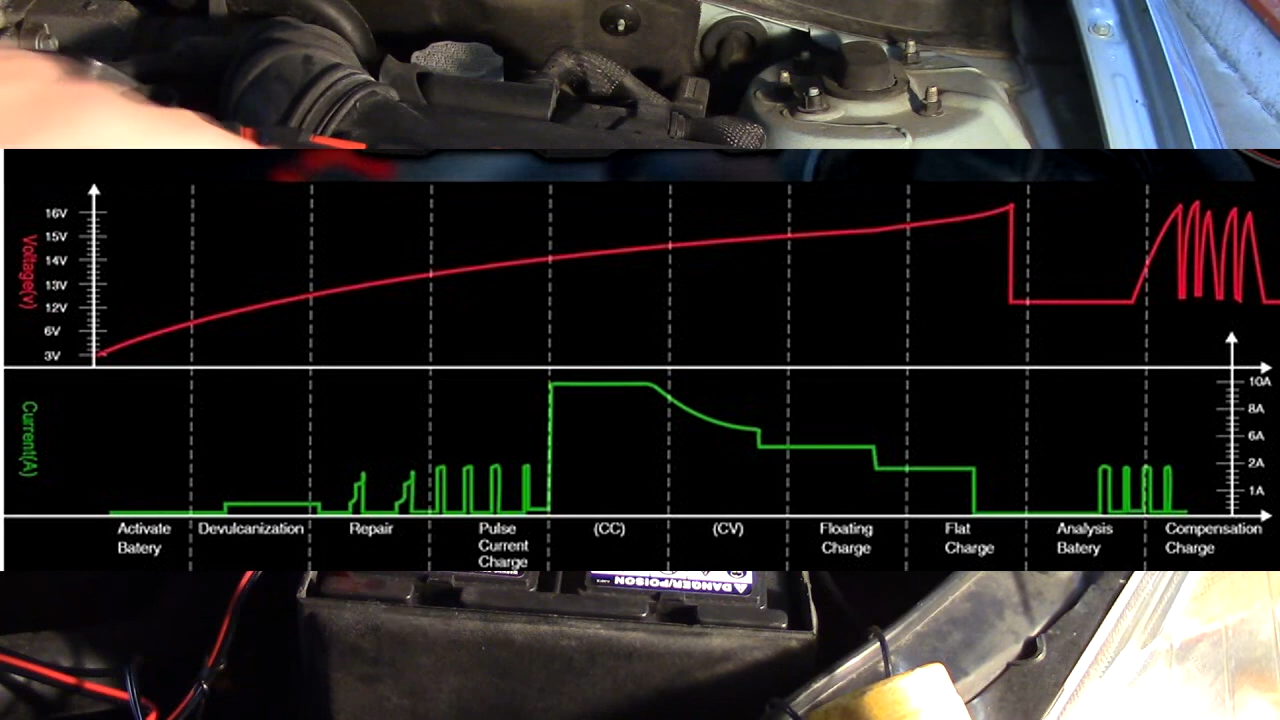 16V
15V
14V
13V
12V
6V
3V
Voltage(v)
10A
8A
6A
2A
1A
Current(A)
Activate Batery
Devulcanization
Repair
Pulse Current Charge
(CC)
(CV)
Floating Charge
Flat Charge
Analysis Batery
Compensation Charge
DANGER/POISON